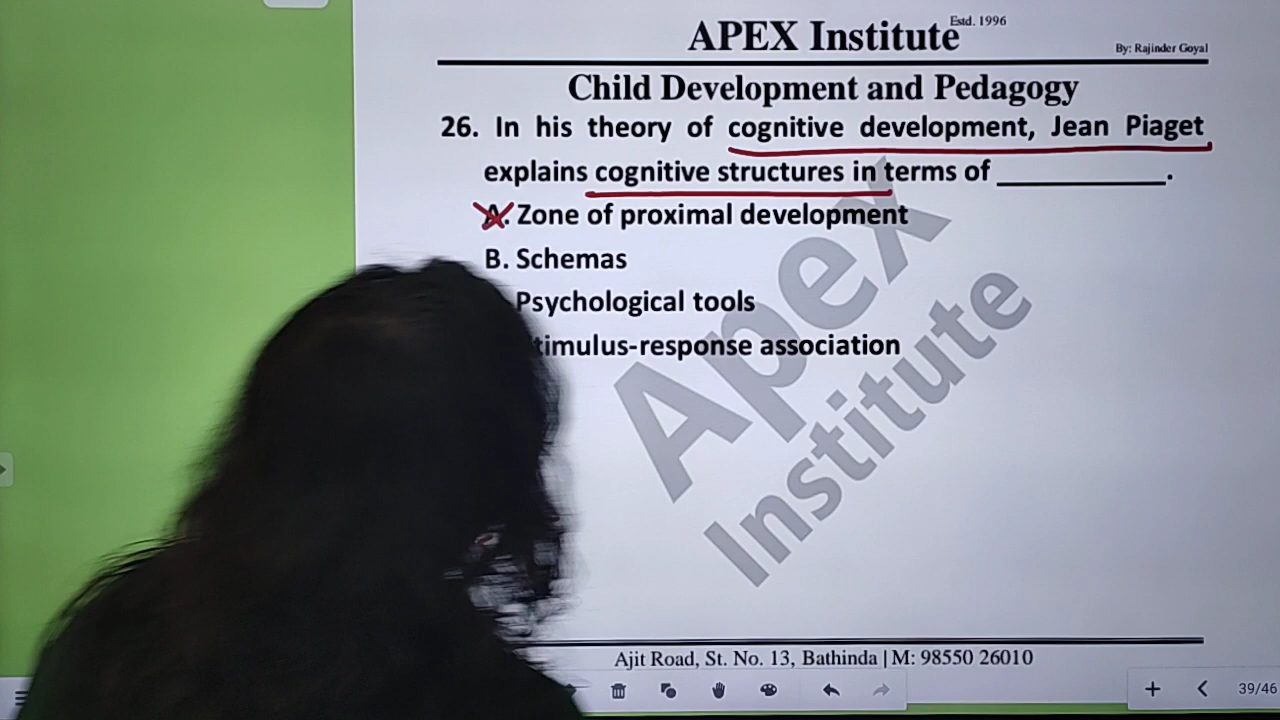 APEX Institute
Estd. 1996
By: Rajinder Goyal
Child Development and Pedagogy
26. In his theory of cognitive development, Jean Piaget
explains cognitive structures in terms of __________.
A. Zone of proximal development
B. Schemas
Psychological tools
timulus-response association
Apex
Institute
Ajit Road, St. No. 13, Bathinda | M: 98550 26010
39/46